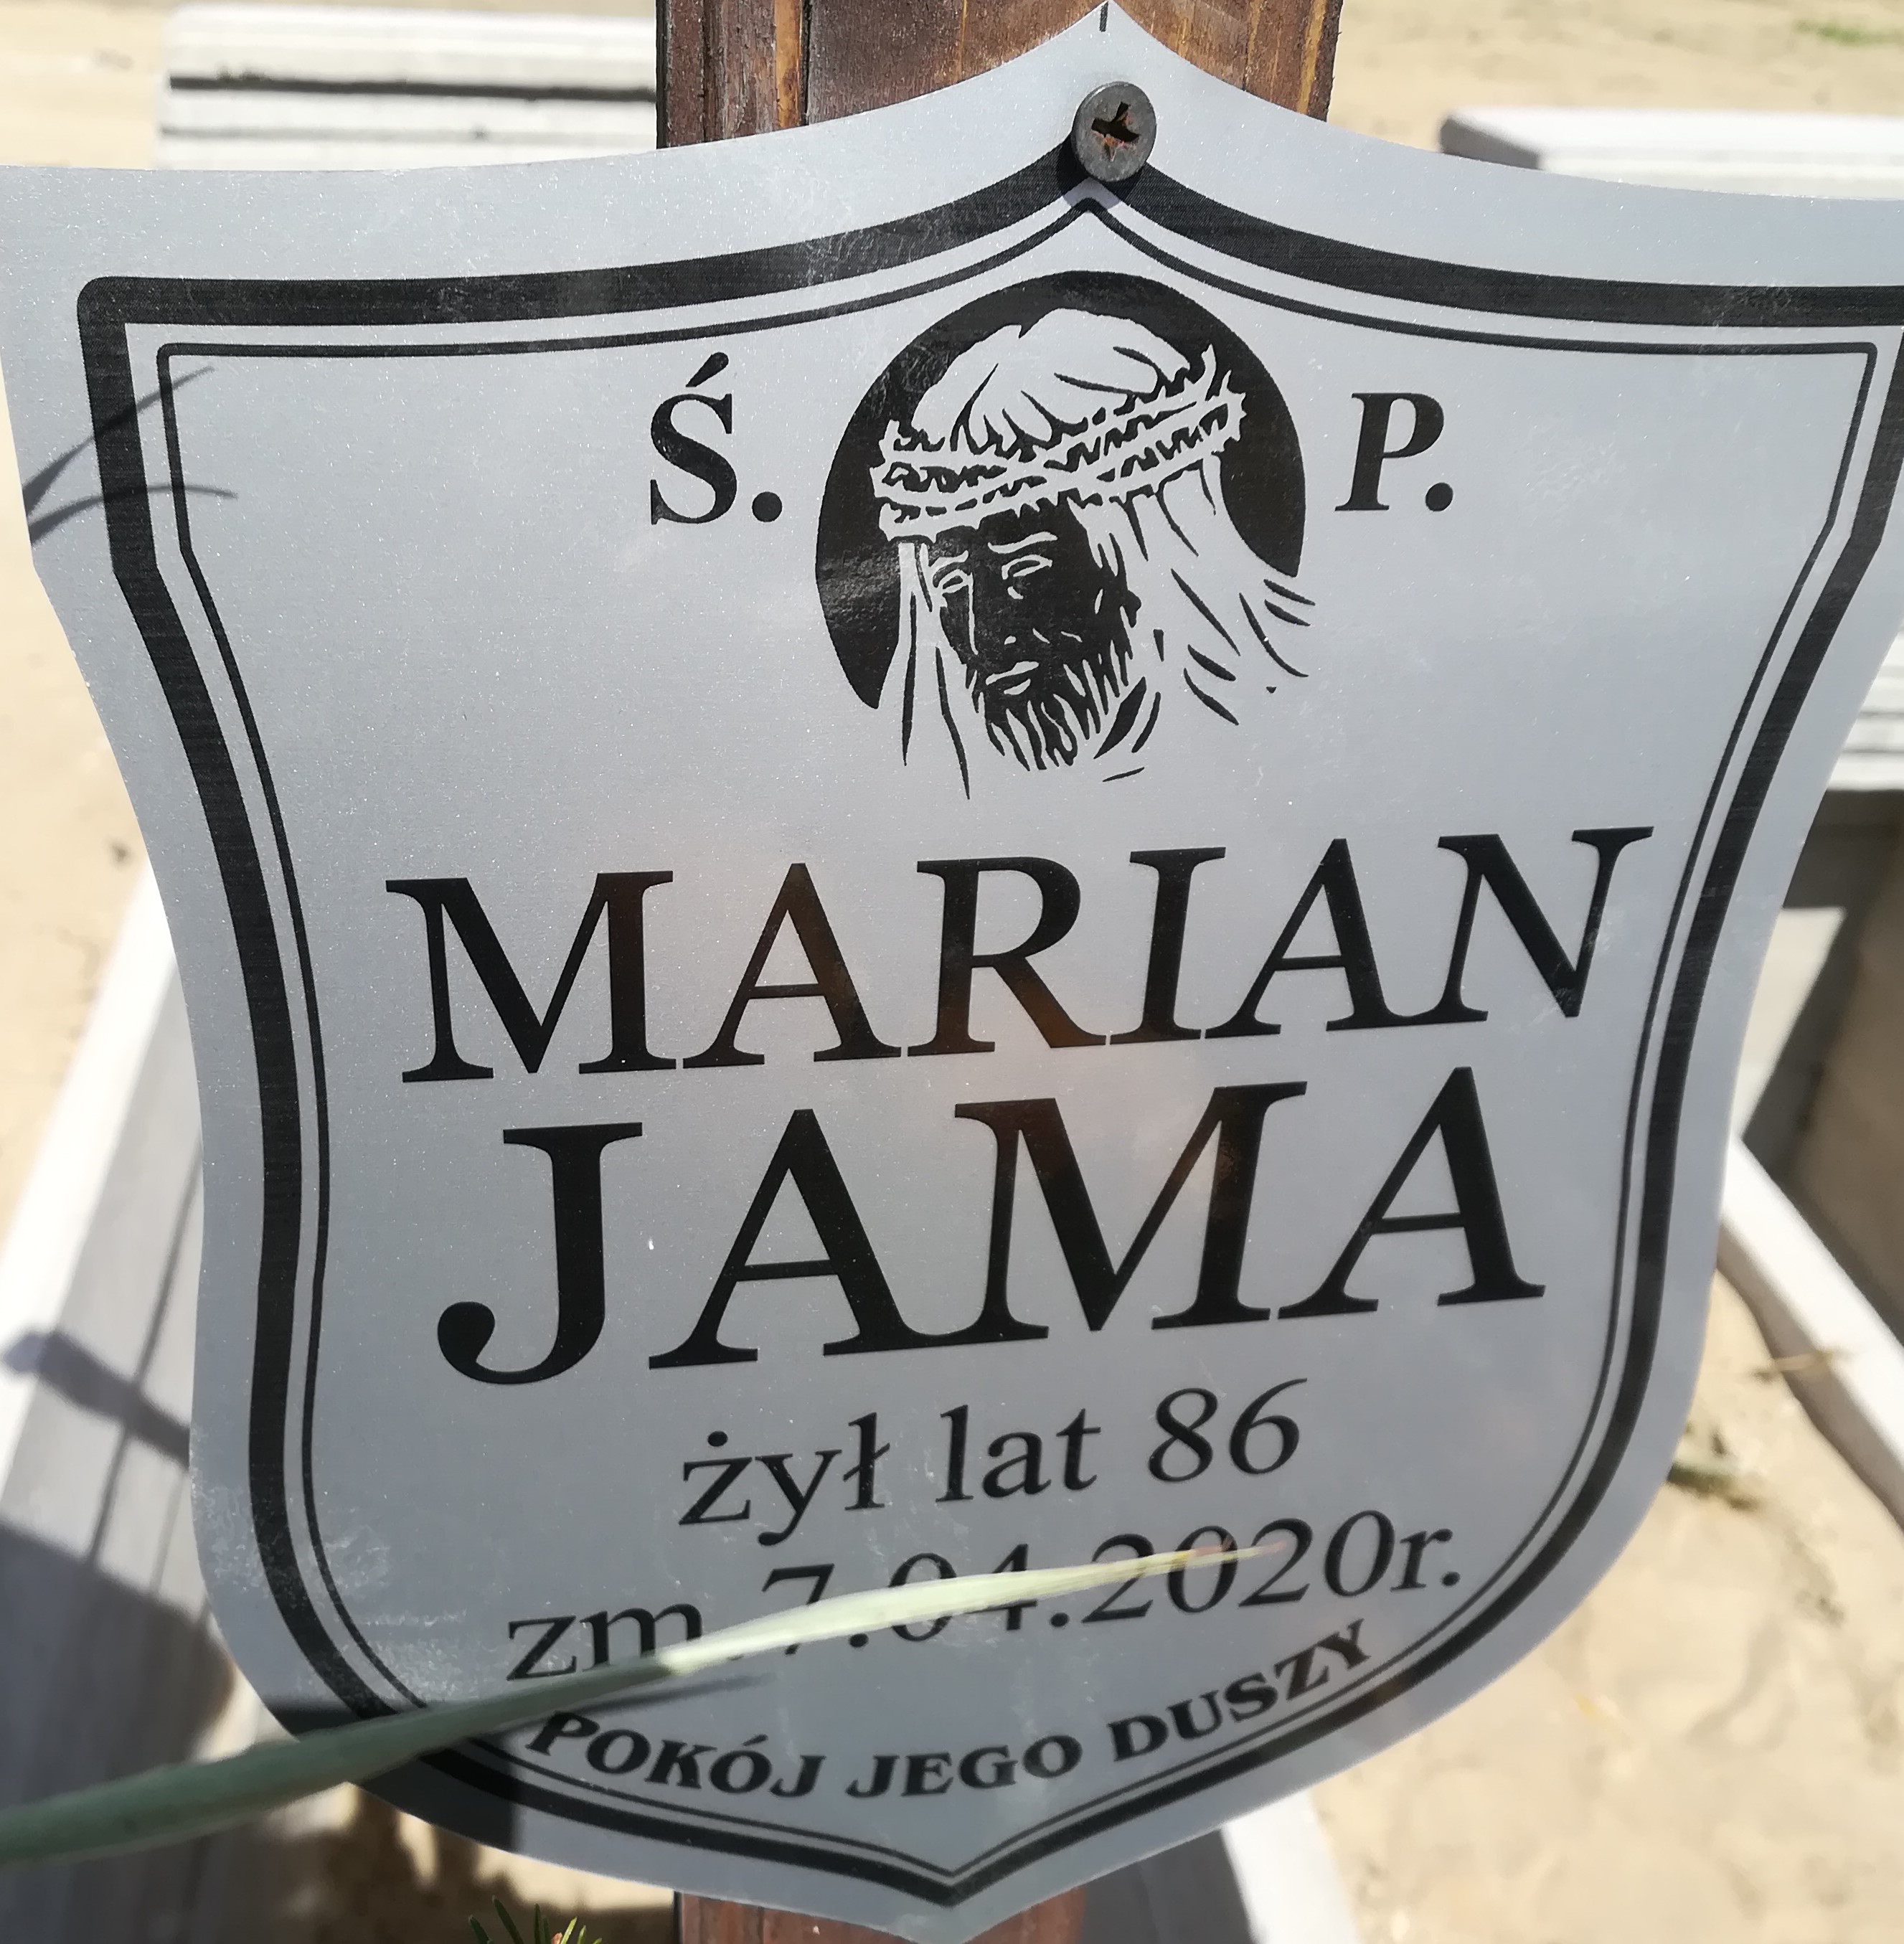 Ś. P.
MARIAN
JAMA
żył lat 86
zm. 7.04.2020r.
POKÓJ JEGO DUSZY